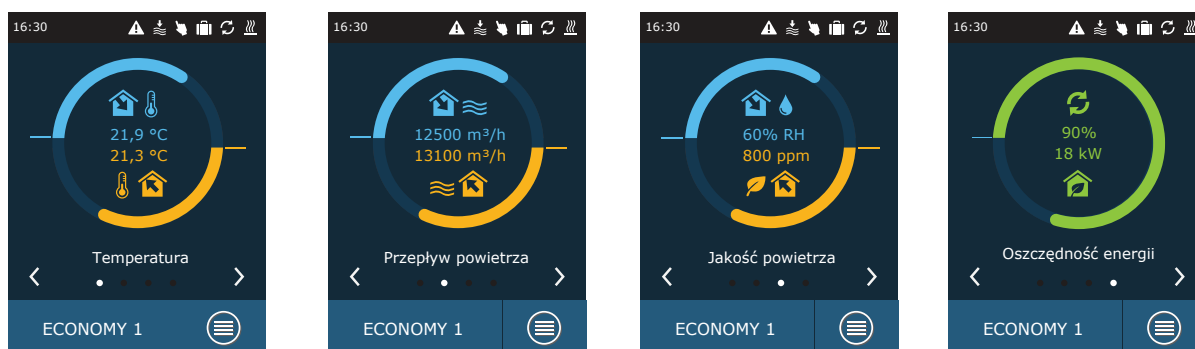 16:30
21,9 °C
21,3 °C
Temperatura
ECONOMY 1
16:30
12500 m³/h
13100 m³/h
Przepływ powietrza
ECONOMY 1
16:30
60% RH
800 ppm
Jakość powietrza
ECONOMY 1
16:30
90%
18 kW
Oszczędność energii
ECONOMY 1